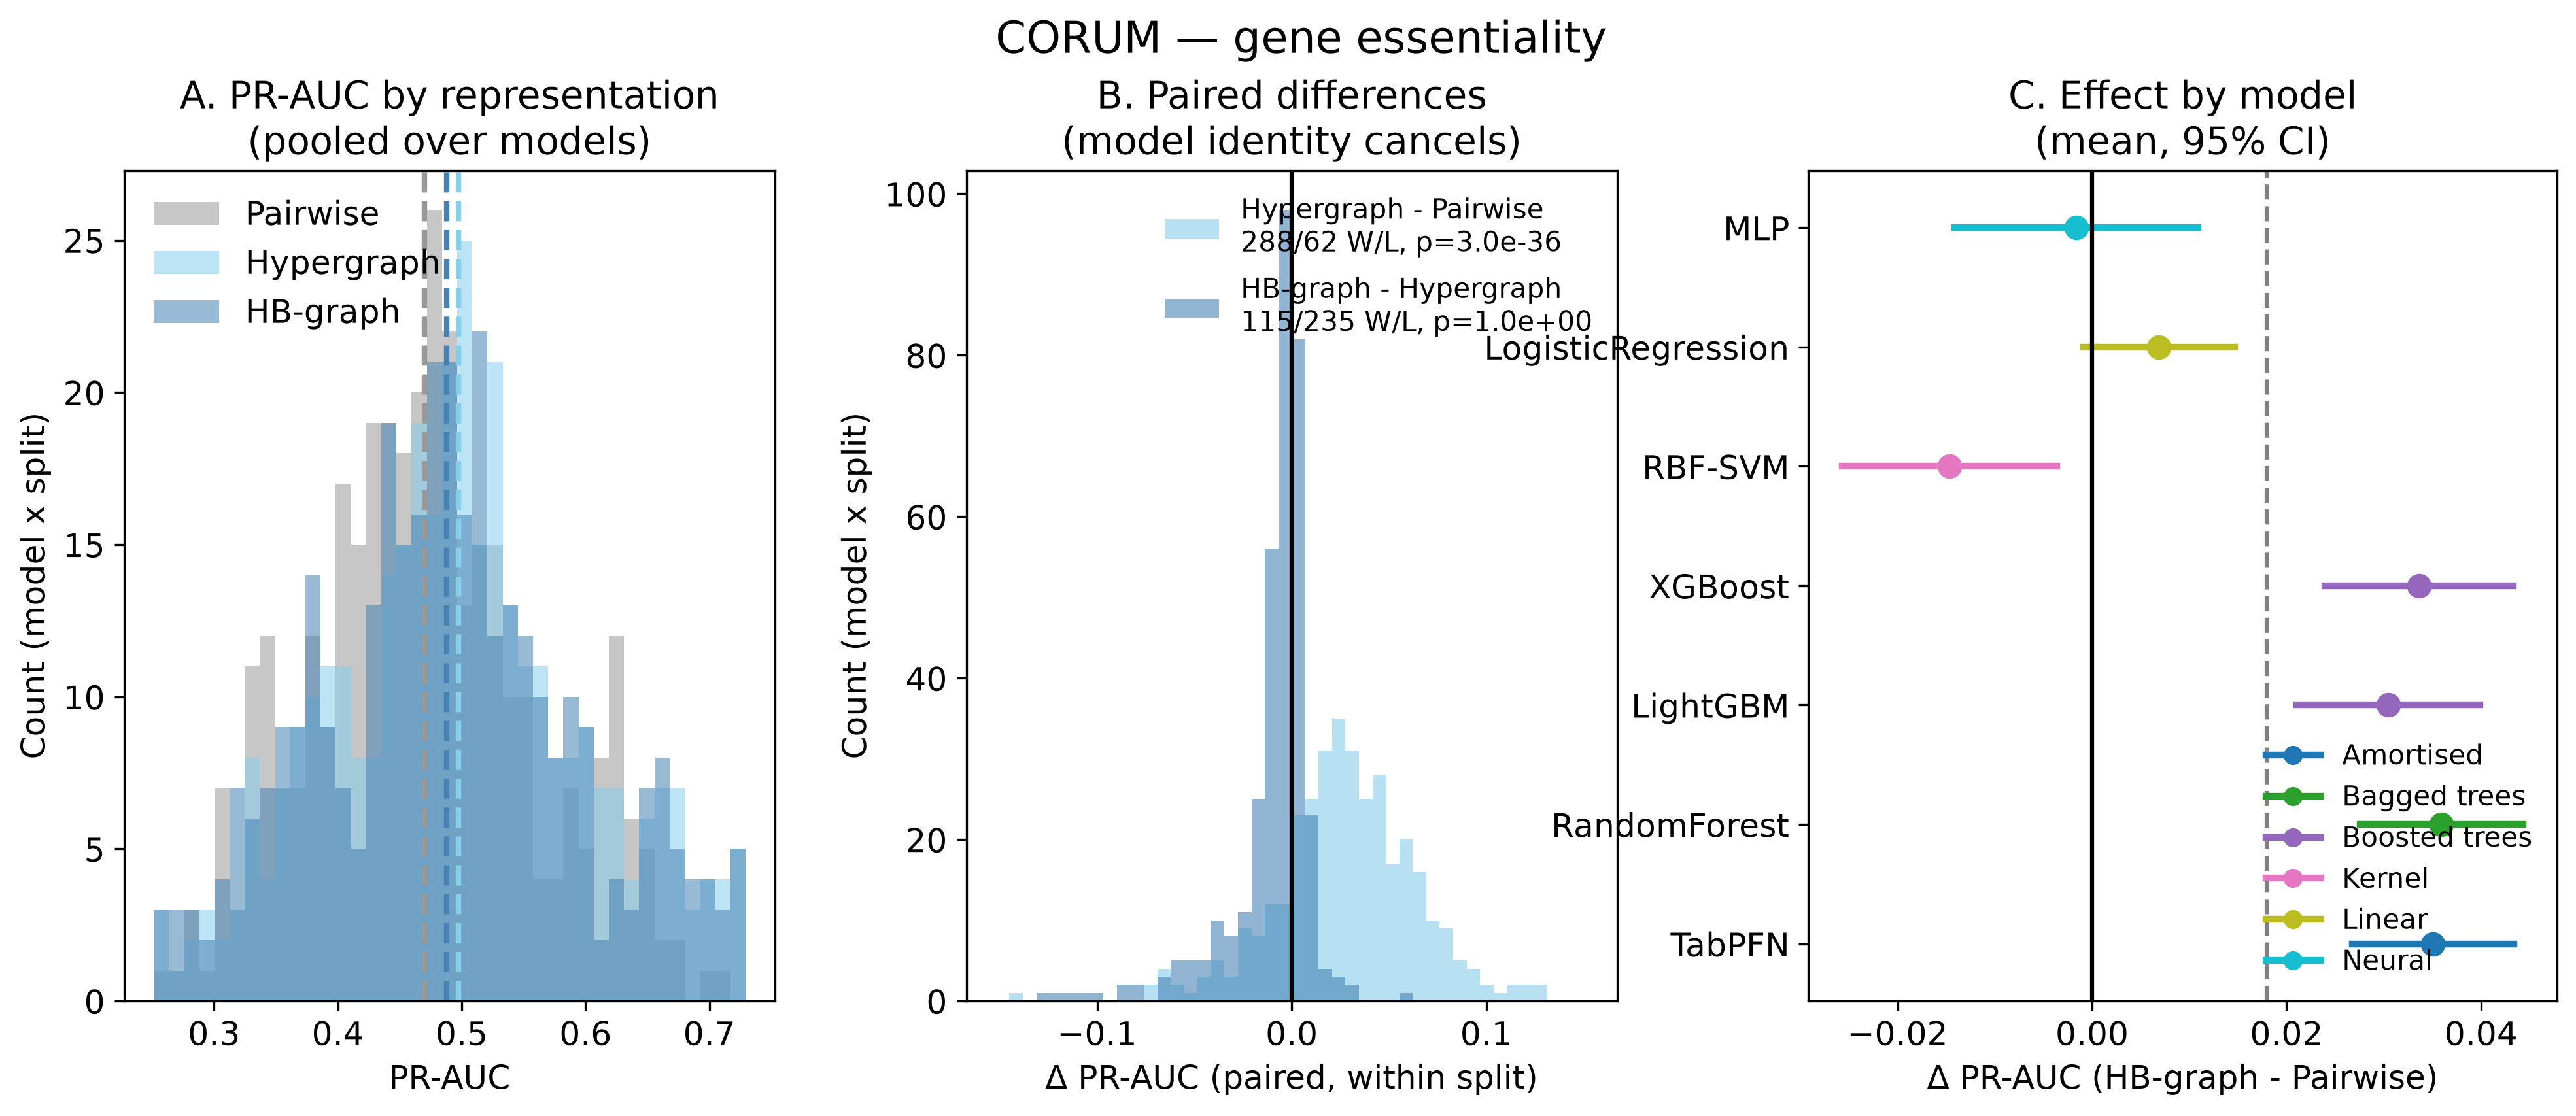 CORUM — gene essentiality
A. PR-AUC by representation
(pooled over models)
Pairwise
Hypergraph
HB-graph
Count (model x split)
25
20
15
10
5
0
0.3
0.4
0.5
0.6
0.7
PR-AUC
B. Paired differences
(model identity cancels)
Hypergraph - Pairwise
288/62 W/L, p=3.0e-36
HB-graph - Hypergraph
115/235 W/L, p=1.0e+00
Count (model x split)
100
80
60
40
20
0
−0.1
0.0
0.1
Δ PR-AUC (paired, within split)
C. Effect by model
(mean, 95% CI)
MLP
LogisticRegression
RBF-SVM
XGBoost
LightGBM
RandomForest
TabPFN
Amortised
Bagged trees
Boosted trees
Kernel
Linear
Neural
−0.02
0.00
0.02
0.04
Δ PR-AUC (HB-graph - Pairwise)